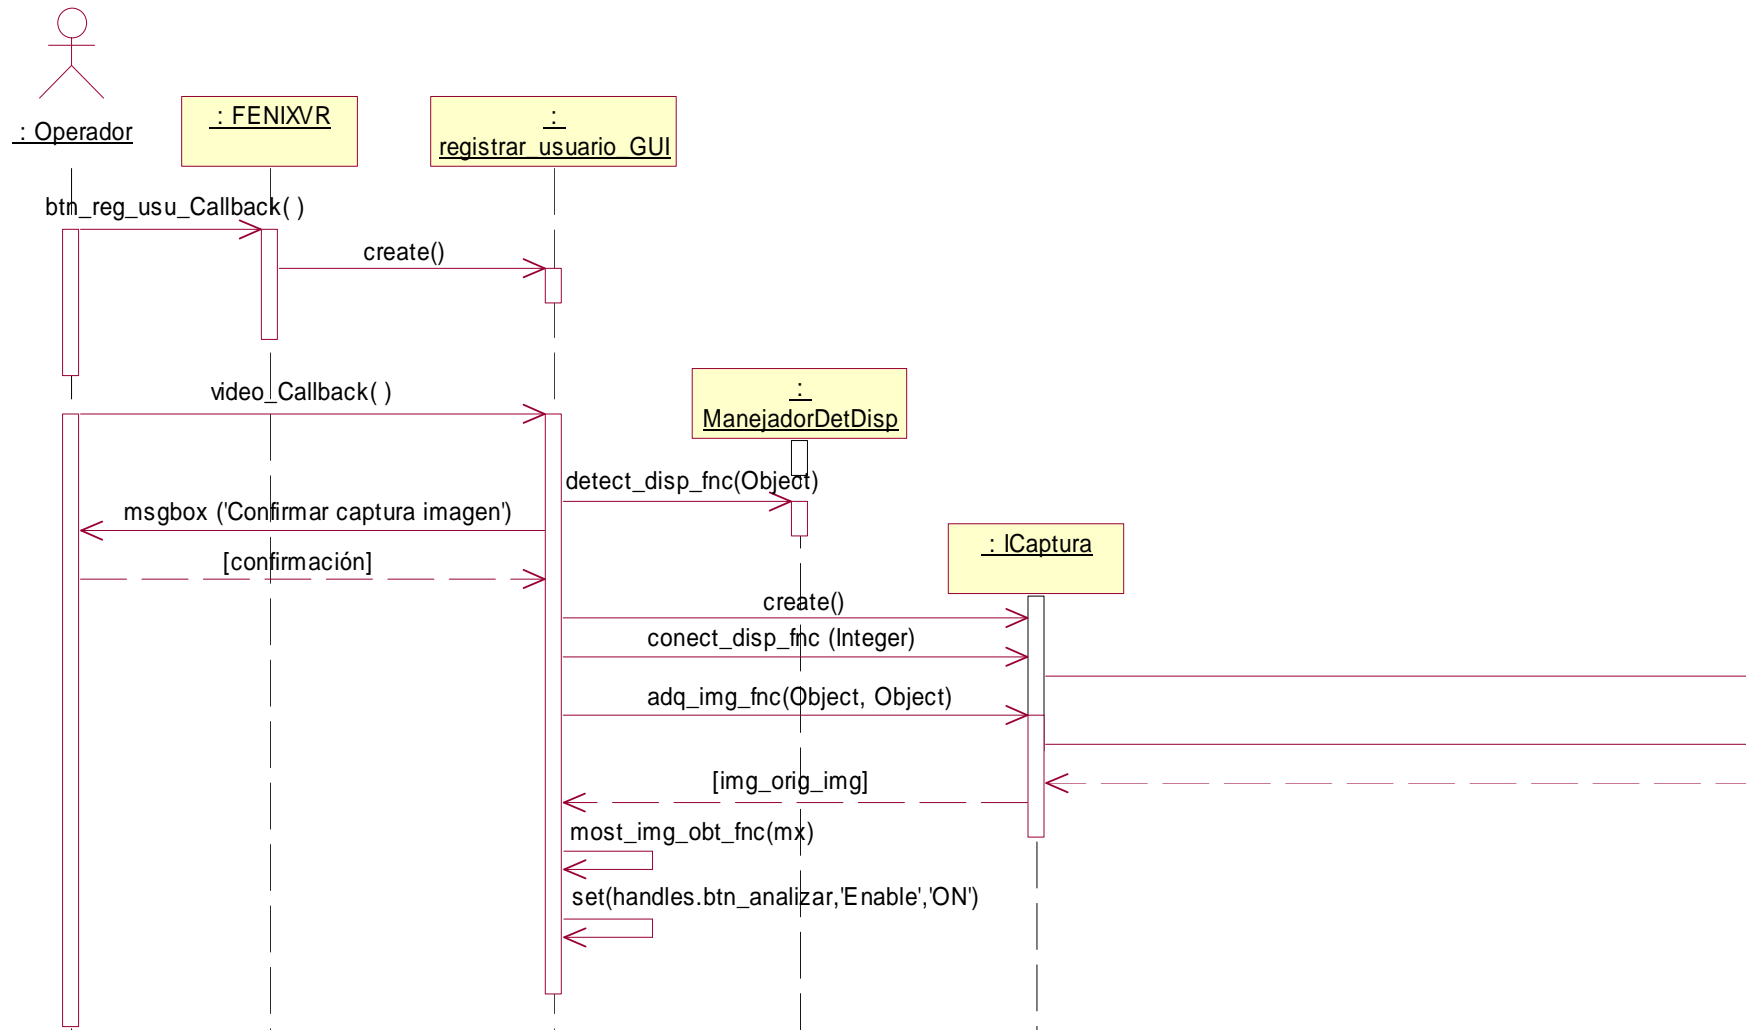 : Operador
: FENIXVR
:
registrar_usuario_GUI
btn_reg_usu_Callback( )
create()
video_Callback( )
:
ManejadorDetDisp
detect_disp_fnc(Object)
msgbox ('Confirmar captura imagen')
: ICaptura
[confirmación]
create()
conect_disp_fnc (Integer)
adq_img_fnc(Object, Object)
[img_orig_img]
most_img_obt_fnc(mx)
set(handles.btn_analizar,'Enable','ON')